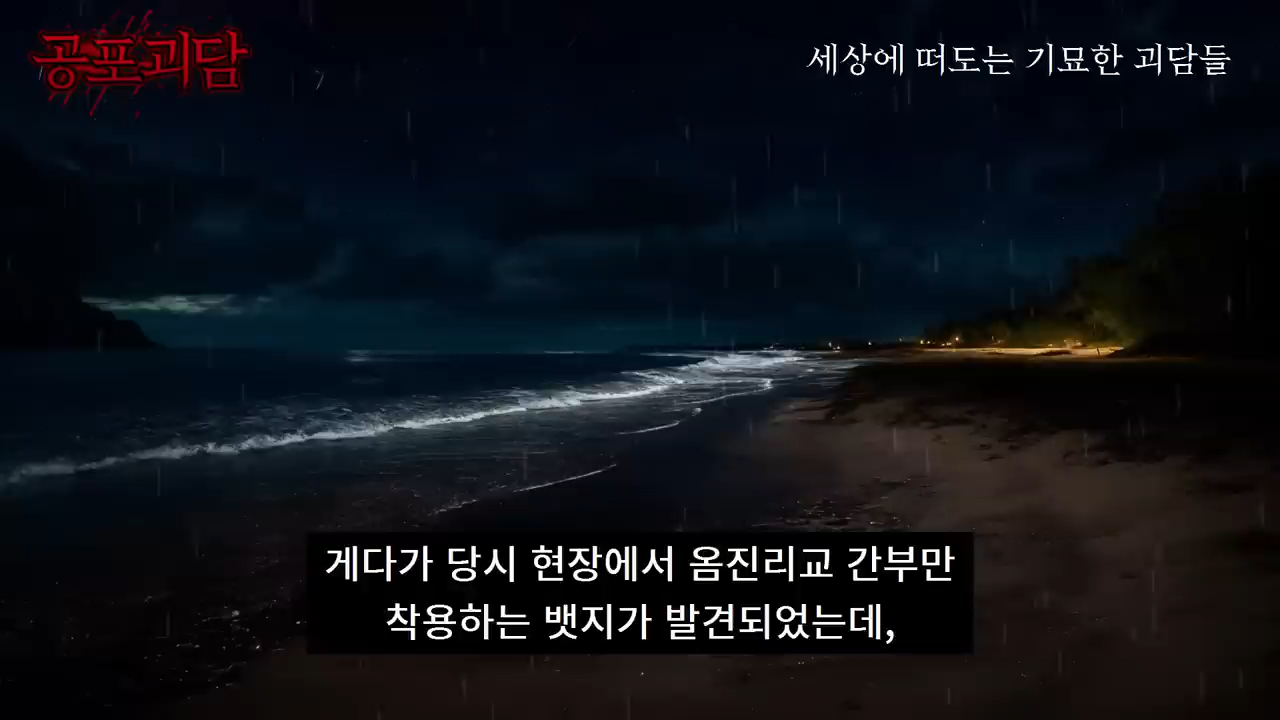 공포괴담
세상에 떠도는 기묘한 괴담들
게다가 당시 현장에서 옴진리교 간부만
착용하는 뱃지가 발견되었는데,